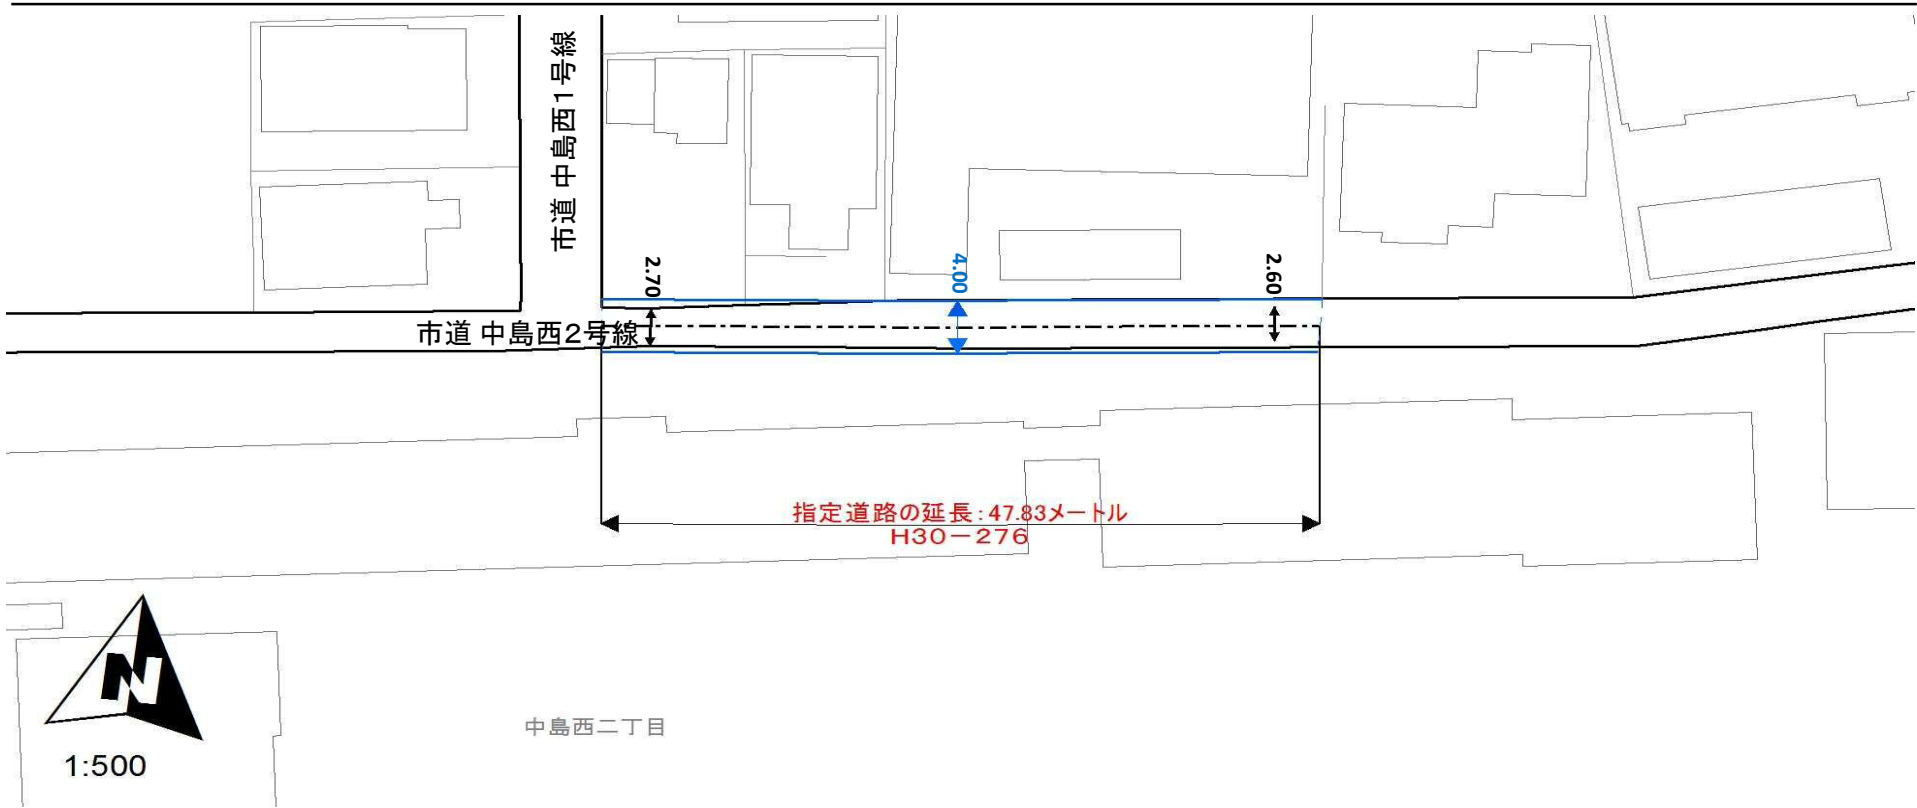 市道 中島西1号線
2.70
4.00
2.60
市道 中島西2号線
指定道路の延長:47.83メートル
H30－276
N
1:500
中島西二丁目